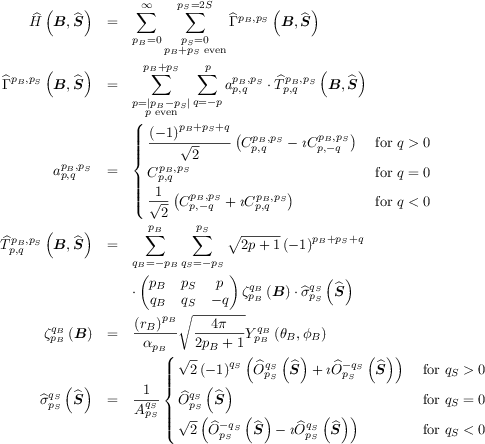 \widehat{H}\left(\boldsymbol{B},\widehat{\boldsymbol{S}}\right) = \sum_{p_B=0}^{\infty} \sum_{\substack{p_S=0 \\ p_B+p_S \text{ even}}}^{p_S=2S} \widehat{\Gamma}^{p_B,p_S}\left(\boldsymbol{B},\widehat{\boldsymbol{S}}\right)
\widehat{\Gamma}^{p_B,p_S}\left(\boldsymbol{B},\widehat{\boldsymbol{S}}\right) = \sum_{\substack{p=|p_B-p_S| \\ p \text{ even}}}^{p_B+p_S} \sum_{q=-p}^{p} a_{p,q}^{p_B,p_S} \cdot \widehat{T}_{p,q}^{p_B,p_S}\left(\boldsymbol{B},\widehat{\boldsymbol{S}}\right)
a_{p,q}^{p_B,p_S} = \begin{cases} \frac{(-1)^{p_B+p_S+q}}{\sqrt{2}}\left(C_{p,q}^{p_B,p_S} - \imath C_{p,-q}^{p_B,p_S}\right) & \text{for } q > 0 \\ C_{p,q}^{p_B,p_S} & \text{for } q = 0 \\ \frac{1}{\sqrt{2}}\left(C_{p,-q}^{p_B,p_S} + \imath C_{p,q}^{p_B,p_S}\right) & \text{for } q < 0 \end{cases}
\widehat{T}_{p,q}^{p_B,p_S}\left(\boldsymbol{B},\widehat{\boldsymbol{S}}\right) = \sum_{q_B=-p_B}^{p_B} \sum_{q_S=-p_S}^{p_S} \sqrt{2p+1}\,(-1)^{p_B+p_S+q}
\cdot \begin{pmatrix} p_B & p_S & p \\ q_B & q_S & -q \end{pmatrix} \zeta_{p_B}^{q_B}(\boldsymbol{B}) \cdot \widehat{\sigma}_{p_S}^{q_S}\left(\widehat{\boldsymbol{S}}\right)
\zeta_{p_B}^{q_B}(\boldsymbol{B}) = \frac{(r_B)^{p_B}}{\alpha_{p_B}} \sqrt{\frac{4\pi}{2p_B+1}} Y_{p_B}^{q_B}(\theta_B,\phi_B)
\widehat{\sigma}_{p_S}^{q_S}\left(\widehat{\boldsymbol{S}}\right) = \frac{1}{A_{p_S}^{q_S}} \begin{cases} \sqrt{2}\,(-1)^{q_S}\left(\widehat{O}_{p_S}^{q_S}\left(\widehat{\boldsymbol{S}}\right) + \imath\widehat{O}_{p_S}^{-q_S}\left(\widehat{\boldsymbol{S}}\right)\right) & \text{for } q_S > 0 \\ \widehat{O}_{p_S}^{q_S}\left(\widehat{\boldsymbol{S}}\right) & \text{for } q_S = 0 \\ \sqrt{2}\left(\widehat{O}_{p_S}^{-q_S}\left(\widehat{\boldsymbol{S}}\right) - \imath\widehat{O}_{p_S}^{q_S}\left(\widehat{\boldsymbol{S}}\right)\right) & \text{for } q_S < 0 \end{cases}